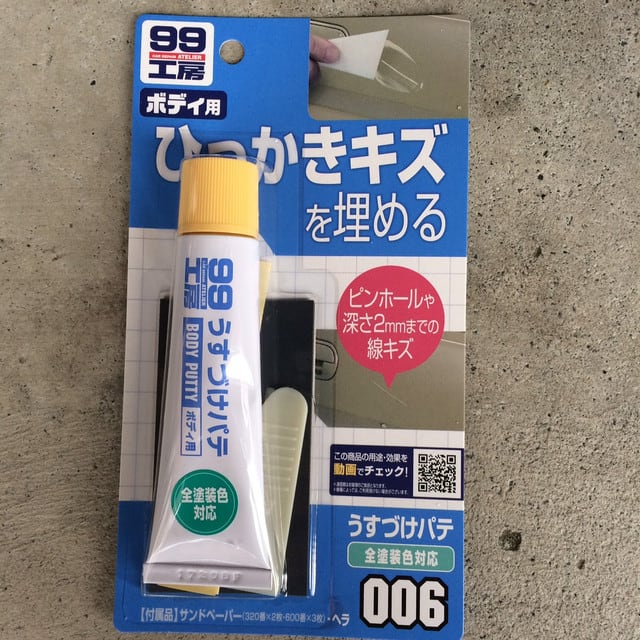 99
CAR REPAIR ATELIER
工房
ボディ用
ひっかきキズ
を埋める
ピンホールや
深さ2mmまでの
線キズ
99
工房
うすづけパテ
BODY PUTTY
ボディ用
全塗装色
対応
この商品の用途・効果を
動画でチェック!
うすづけパテ
全塗装色対応
006
【付属品】サンドペーパー(320番×2枚・600番×3枚)・ヘラ